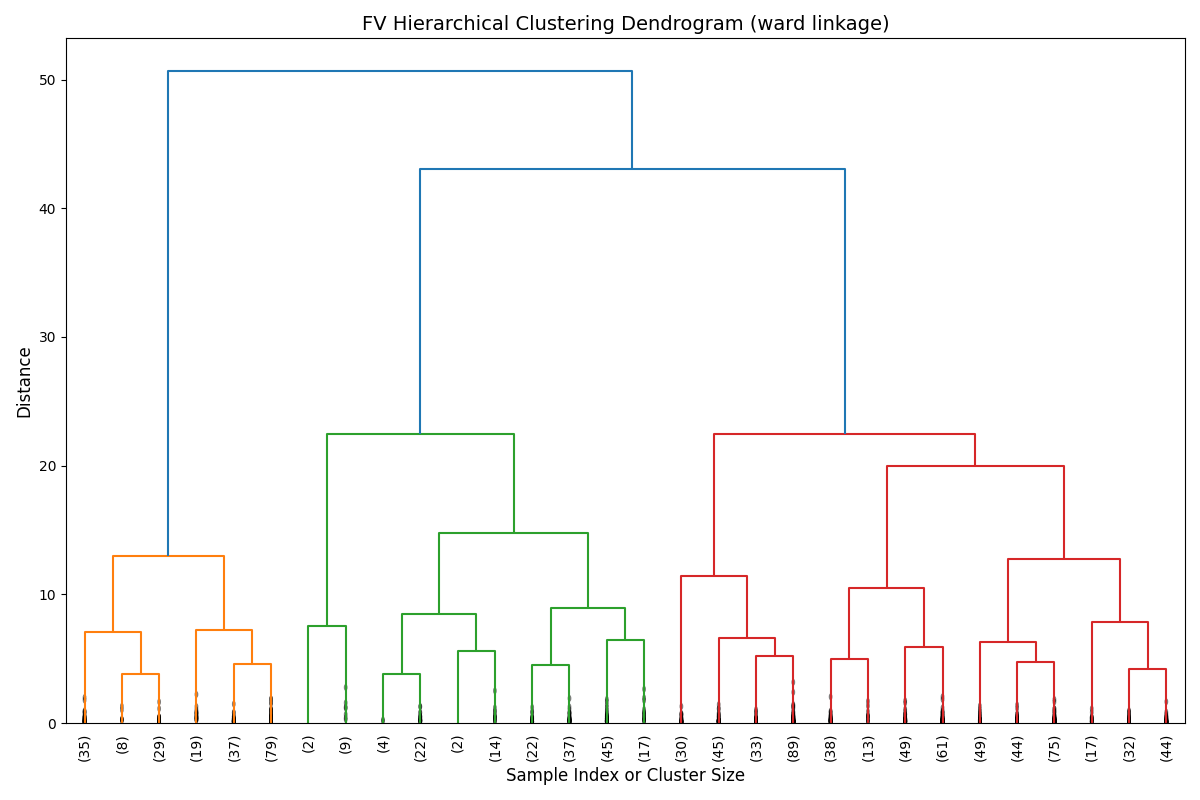 FV Hierarchical Clustering Dendrogram (ward linkage)
Distance
50
40
30
20
10
0
(35) (8) (29) (19) (37) (79) (2) (9) (4) (22) (2) (14) (22) (37) (45) (17) (30) (45) (33) (89) (38) (13) (49) (61) (49) (44) (75) (17) (32) (44)
Sample Index or Cluster Size